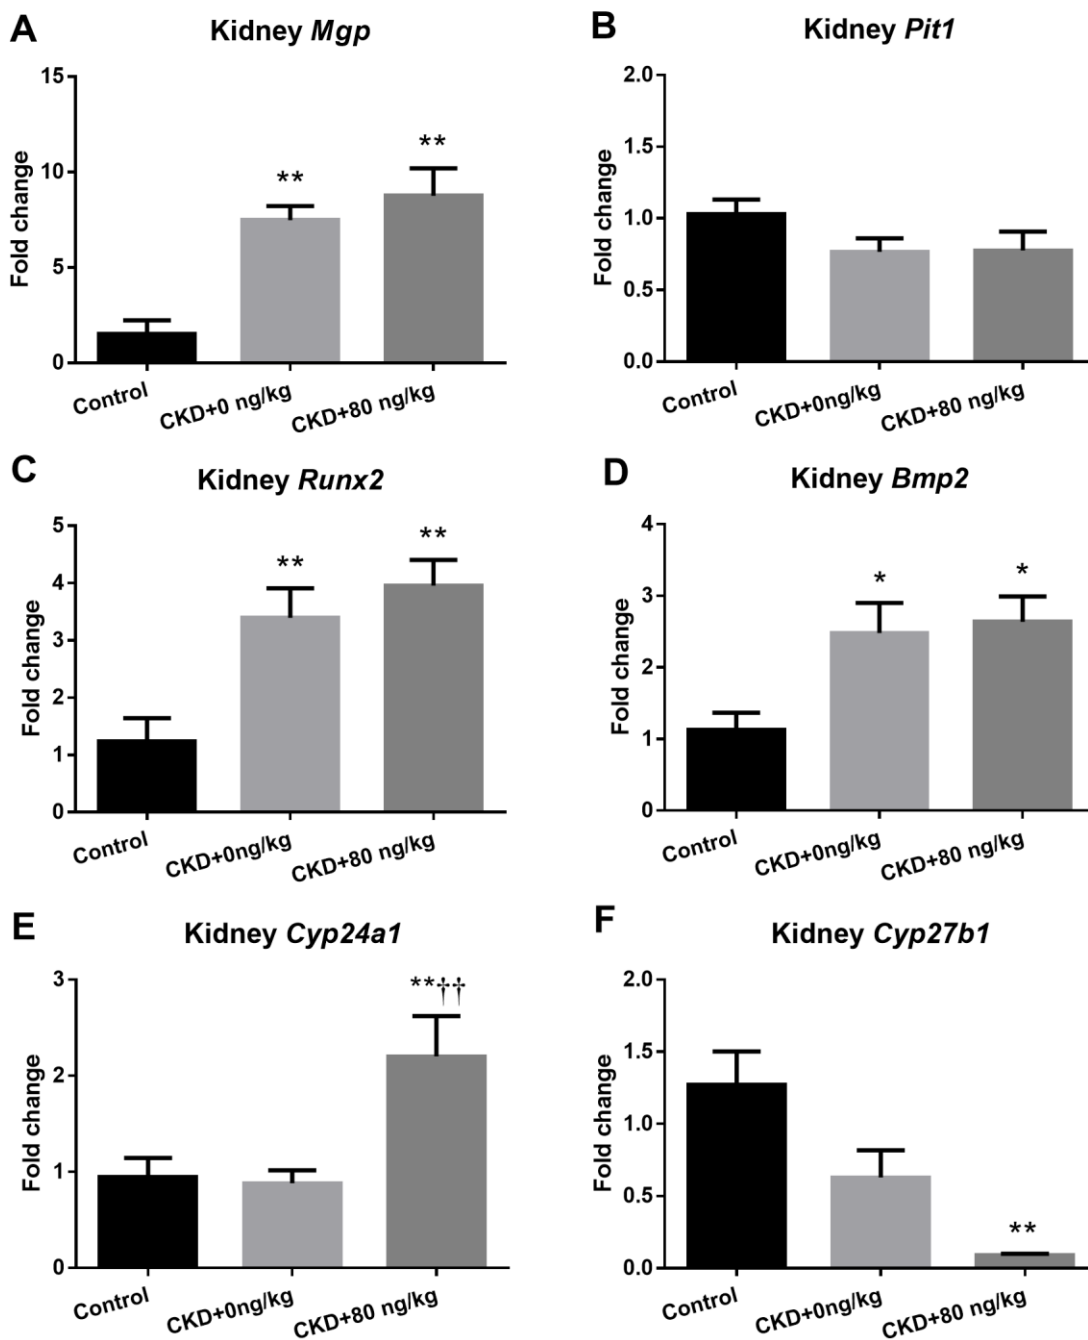 A
Kidney Mgp
Fold change
15
10
5
0
**
**
Control
CKD+0 ng/kg
CKD+80 ng/kg
B
Kidney Pit1
Fold change
2.0
1.5
1.0
0.5
0.0
Control
CKD+0ng/kg
CKD+80 ng/kg
C
Kidney Runx2
Fold change
5
4
3
2
1
0
**
**
Control
CKD+0ng/kg
CKD+80 ng/kg
D
Kidney Bmp2
Fold change
4
3
2
1
0
*
*
Control
CKD+0ng/kg
CKD+80 ng/kg
E
Kidney Cyp24a1
Fold change
3
2
1
0
**††
Control
CKD+0ng/kg
CKD+80 ng/kg
F
Kidney Cyp27b1
Fold change
2.0
1.5
1.0
0.5
0.0
**
Control
CKD+0ng/kg
CKD+80 ng/kg